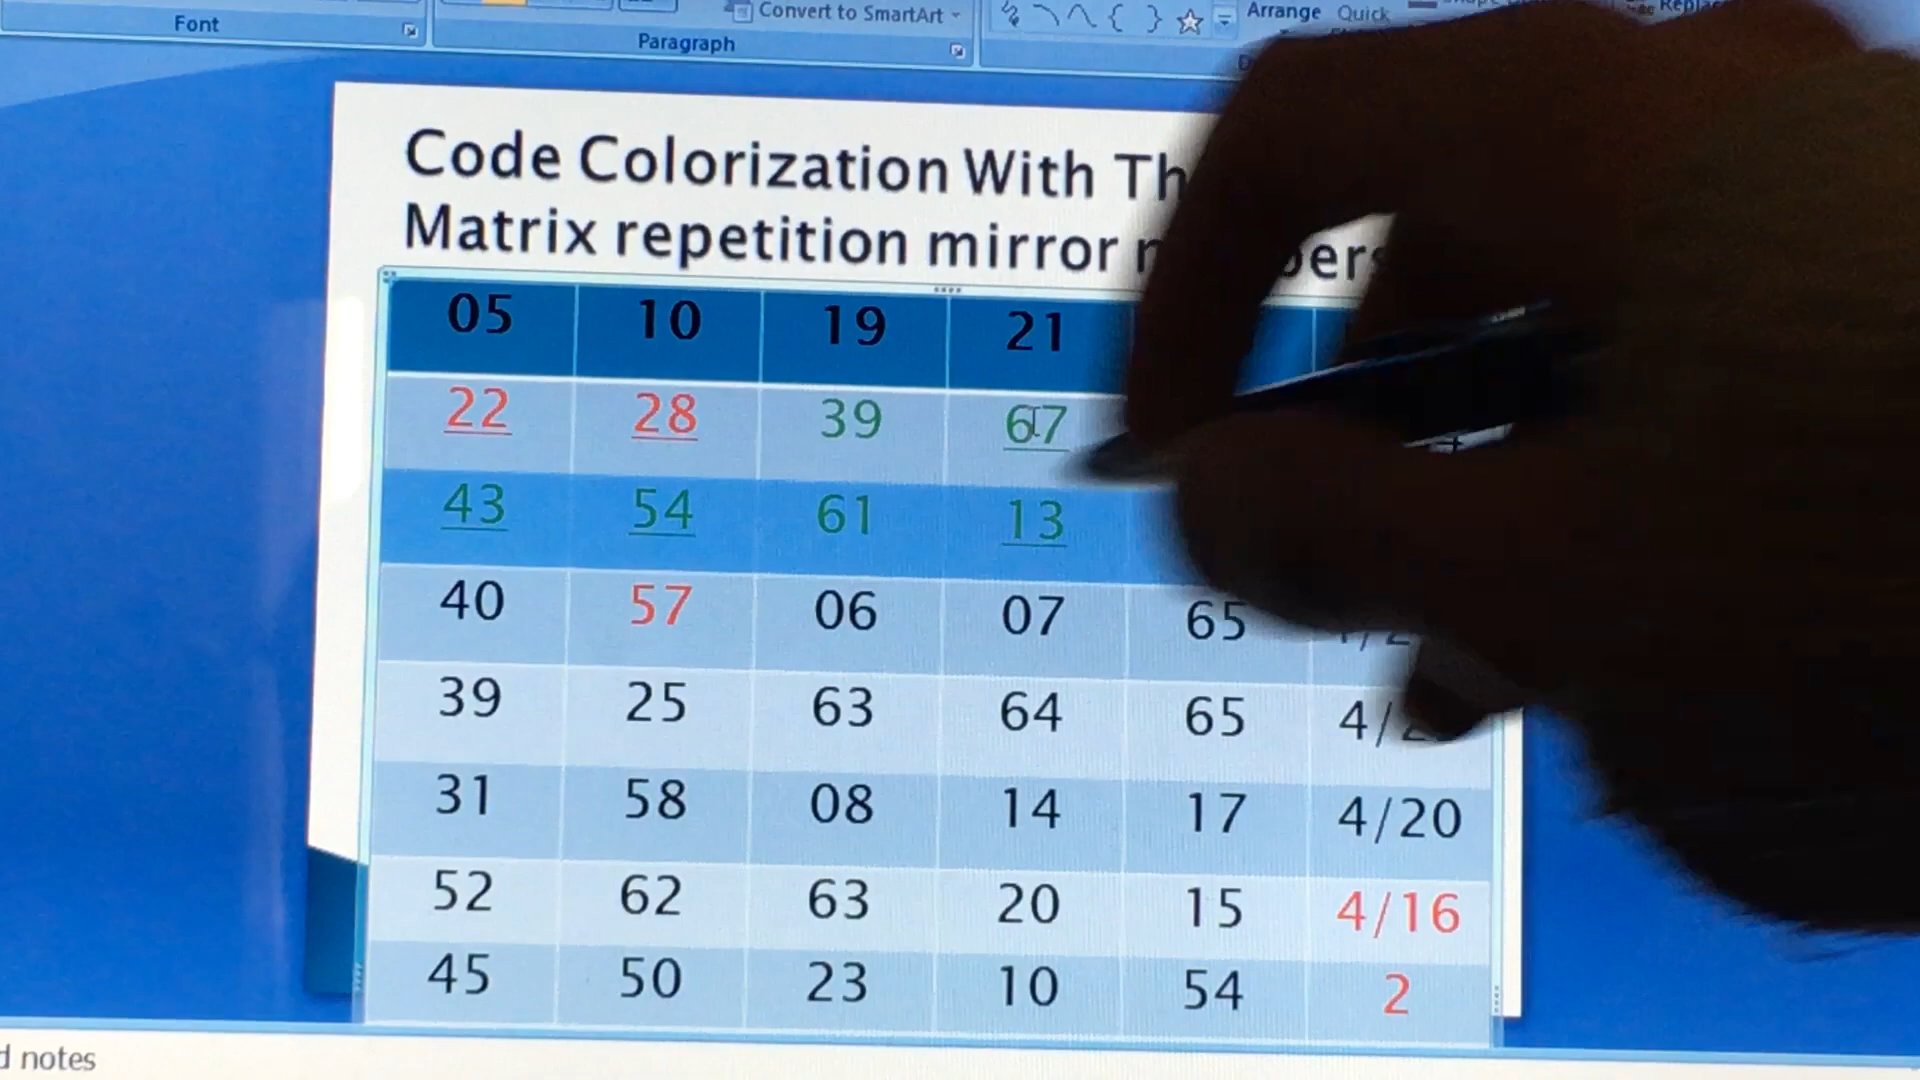 Convert to SmartArt
Arrange Quick
Font
Paragraph
Code Colorization With
Matrix repetition mirror
05 10 19 21
22 28 39 67
43 54 61 13
40 57 06 07 65
39 25 63 64 65 4/
31 58 08 14 17 4/20
52 62 63 20 15 4/16
45 50 23 10 54 2
notes